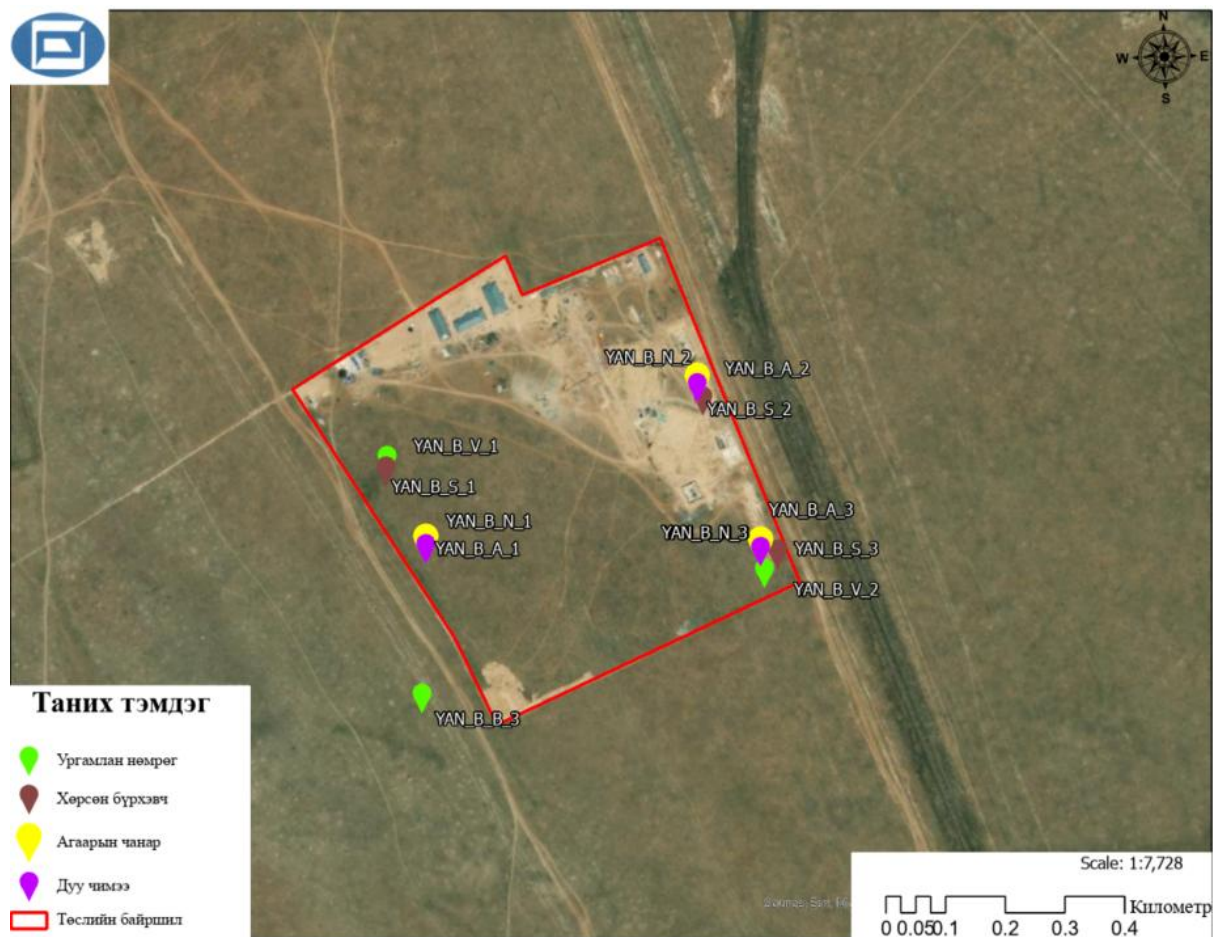 N
W
E
S
YAN_B_N_2
YAN_B_A_2
YAN_B_S_2
YAN_B_V_1
YAN_B_S_1
YAN_B_N_1
YAN_B_A_1
YAN_B_A_3
YAN_B_N_3
YAN_B_S_3
YAN_B_V_2
YAN_B_B_3
Таних тэмдэг
Ургамлан нөмрөг
Хөрсөн бүрхэвч
Агаарын чанар
Дуу чимээ
Төслийн байршил
Scale: 1:7,728
Километр
0 0.050.1 0.2 0.3 0.4